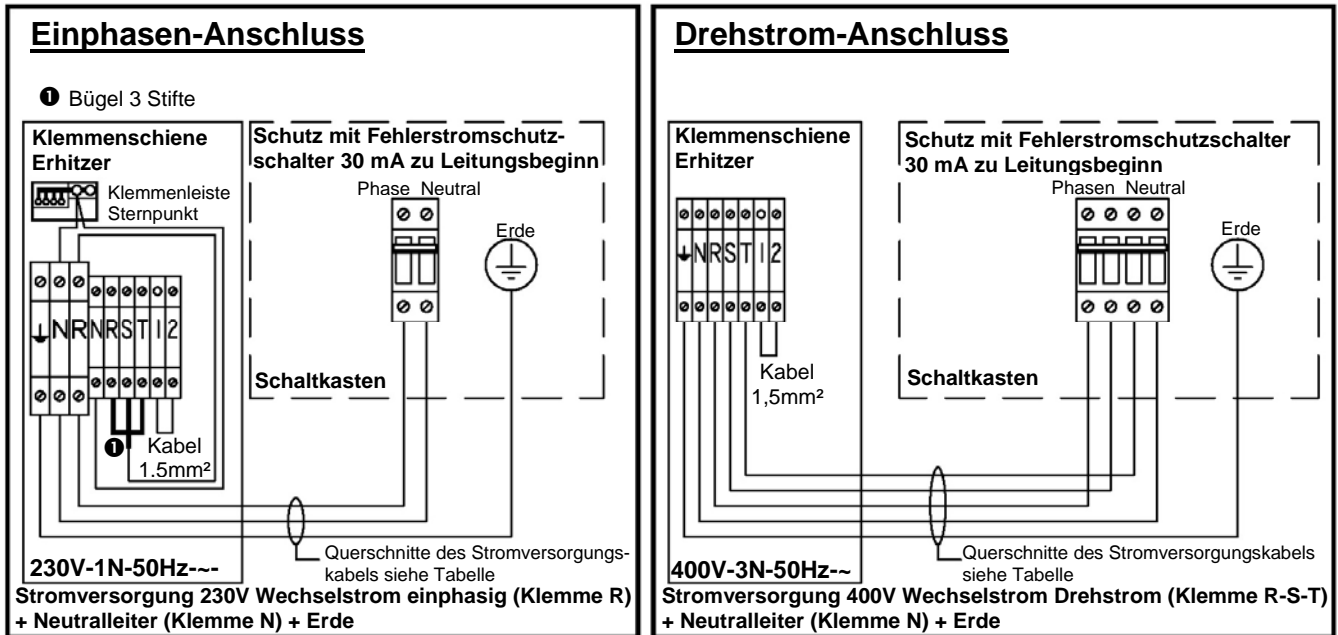 Einphasen-Anschluss
❶ Bügel 3 Stifte
Klemmenschiene
Erhitzer
Klemmenleiste
Sternpunkt
Schutz mit Fehlerstromschutz-
schalter 30 mA zu Leitungsbeginn
Phase Neutral
Erde
N R N R S T 1 2
Schaltkasten
❶
Kabel
1.5mm²
Querschnitte des Stromversorgungs-
kabels siehe Tabelle
230V-1N-50Hz-~-
Stromversorgung 230V Wechselstrom einphasig (Klemme R)
+ Neutralleiter (Klemme N) + Erde
Drehstrom-Anschluss
Klemmenschiene
Erhitzer
Schutz mit Fehlerstromschutzschalter
30 mA zu Leitungsbeginn
Phasen Neutral
Erde
N R S T 1 2
Kabel
1,5mm²
Schaltkasten
Querschnitte des Stromversorgungskabels
siehe Tabelle
400V-3N-50Hz-~
Stromversorgung 400V Wechselstrom Drehstrom (Klemme R-S-T)
+ Neutralleiter (Klemme N) + Erde